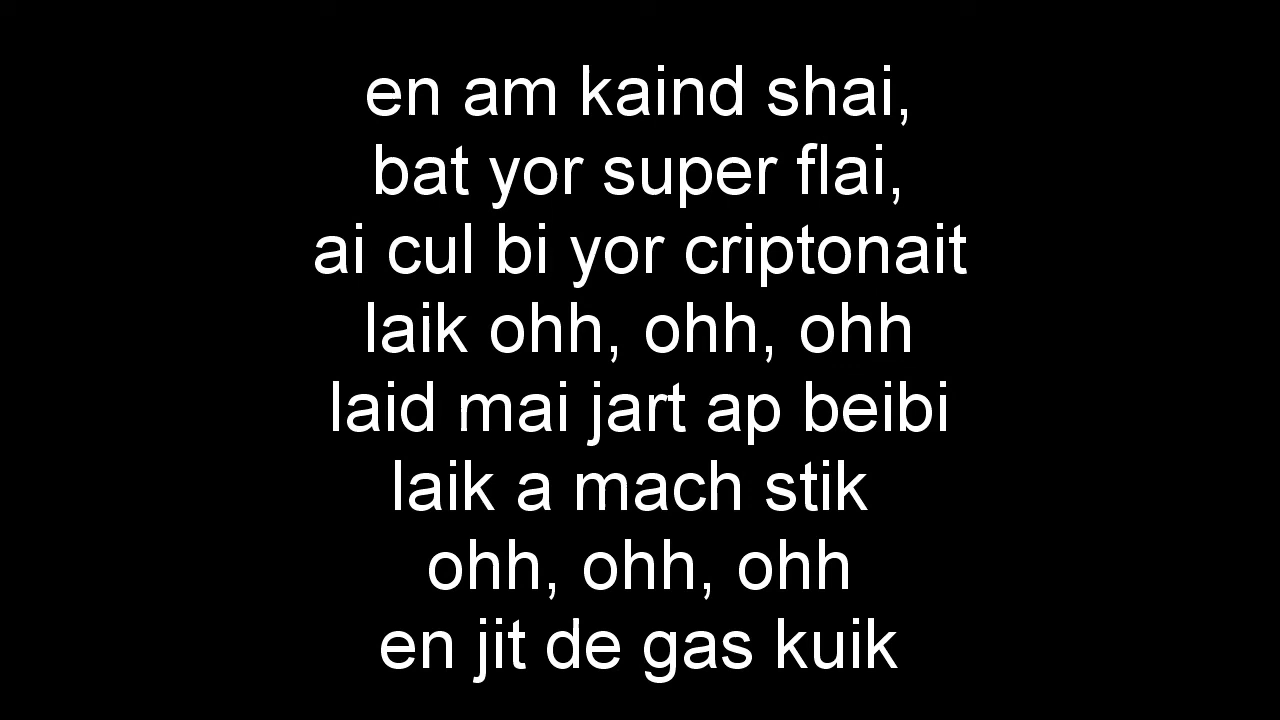 en am kaind shai,
bat yor super flai,
ai cul bi yor criptonait
laik ohh, ohh, ohh
laid mai jart ap beibi
laik a mach stik
ohh, ohh, ohh
en jit de gas kuik